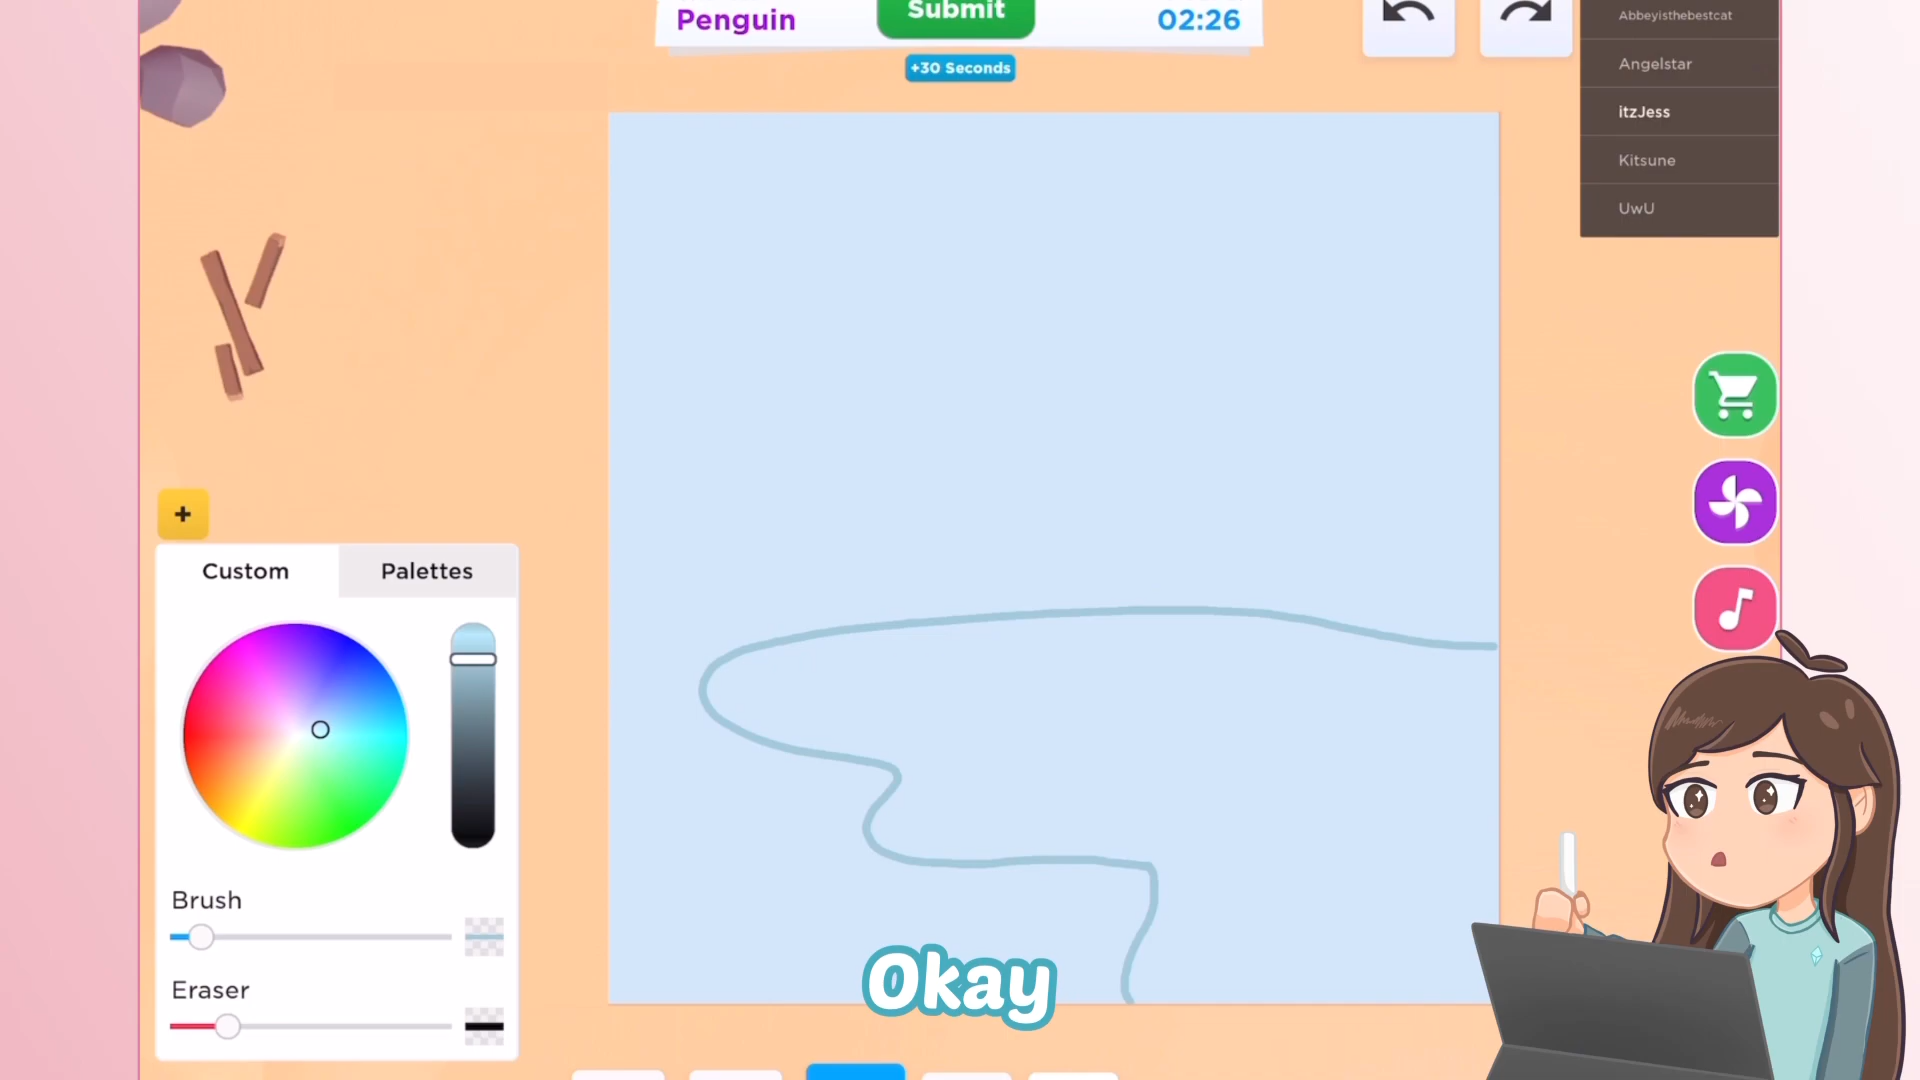 Penguin
Submit
02:26
+30 Seconds
Abbeyisthebestcat
Angelstar
itzJess
Kitsune
UwU
+
Custom
Palettes
Brush
Eraser
Okay